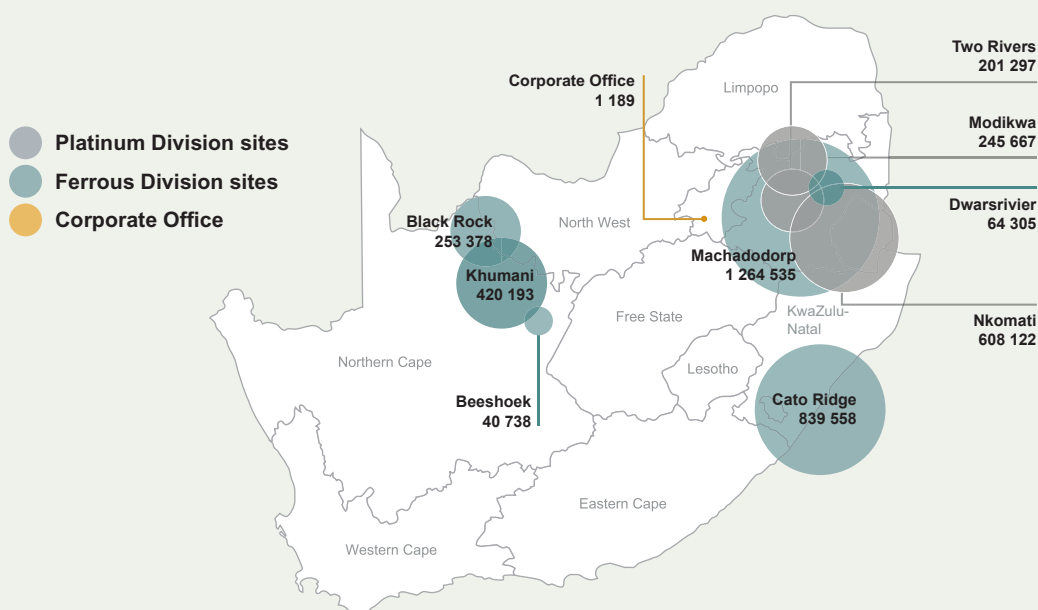 Platinum Division sites
Ferrous Division sites
Corporate Office
Corporate Office
1 189
Limpopo
Two Rivers
201 297
Modikwa
245 667
Dwarsrivier
64 305
Black Rock
253 378
North West
Khumani
420 193
Machadodorp
1 264 535
Nkomati
608 122
Free State
KwaZulu-
Natal
Northern Cape
Lesotho
Beeshoek
40 738
Cato Ridge
839 558
Eastern Cape
Western Cape